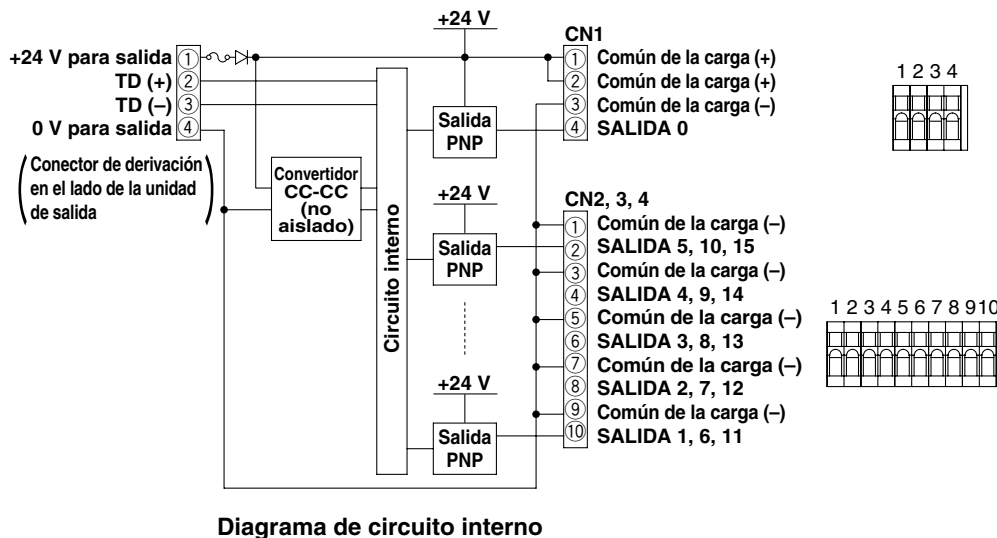 +24 V
CN1
+24 V para salida ① ① Común de la carga (+)
TD (+) ② ② Común de la carga (+)
TD (–) ③ ③ Común de la carga (–)
0 V para salida ④ ④ SALIDA 0
(Conector de derivación
en el lado de la unidad
de salida)
Convertidor
CC-CC
(no
aislado)
Circuito interno
Salida
PNP
+24 V
Salida
PNP
+24 V
Salida
PNP
CN2, 3, 4
① Común de la carga (–)
② SALIDA 5, 10, 15
③ Común de la carga (–)
④ SALIDA 4, 9, 14
⑤ Común de la carga (–)
⑥ SALIDA 3, 8, 13
⑦ Común de la carga (–)
⑧ SALIDA 2, 7, 12
⑨ Común de la carga (–)
⑩ SALIDA 1, 6, 11
1 2 3 4
1 2 3 4 5 6 7 8 9 10
Diagrama de circuito interno